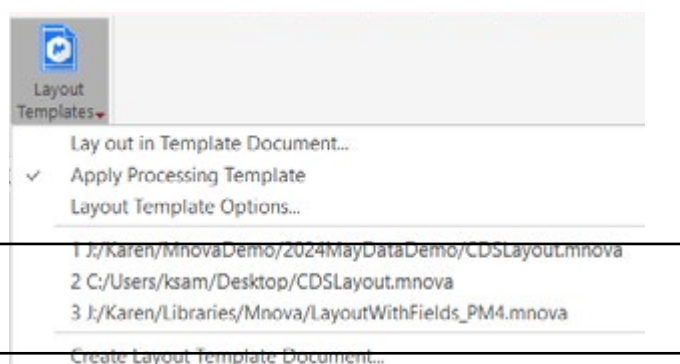 Layout
Templates
Lay out in Template Document...
Apply Processing Template
Layout Template Options...
1 J:/Karen/MnovaDemo/2024MayDataDemo/CDSLayout.mnova
2 C:/Users/ksam/Desktop/CDSLayout.mnova
3 J:/Karen/Libraries/Mnova/LayoutWithFields_PM4.mnova
Create Layout Template Document...